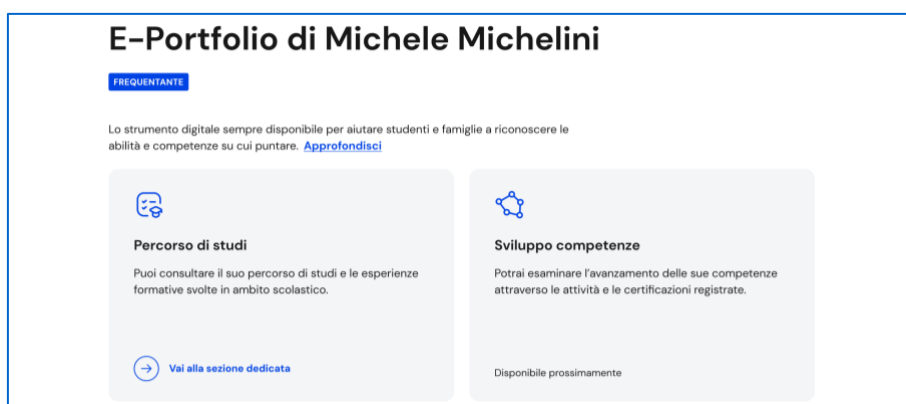 E-Portfolio di Michele Michelini
FREQUENTANTE
Lo strumento digitale sempre disponibile per aiutare studenti e famiglie a riconoscere le
abilità e competenze su cui puntare. Approfondisci
Percorso di studi
Puoi consultare il suo percorso di studi e le esperienze
formative svolte in ambito scolastico.
Vai alla sezione dedicata
Sviluppo competenze
Potrai esaminare l’avanzamento delle sue competenze
attraverso le attività e le certificazioni registrate.
Disponibile prossimamente